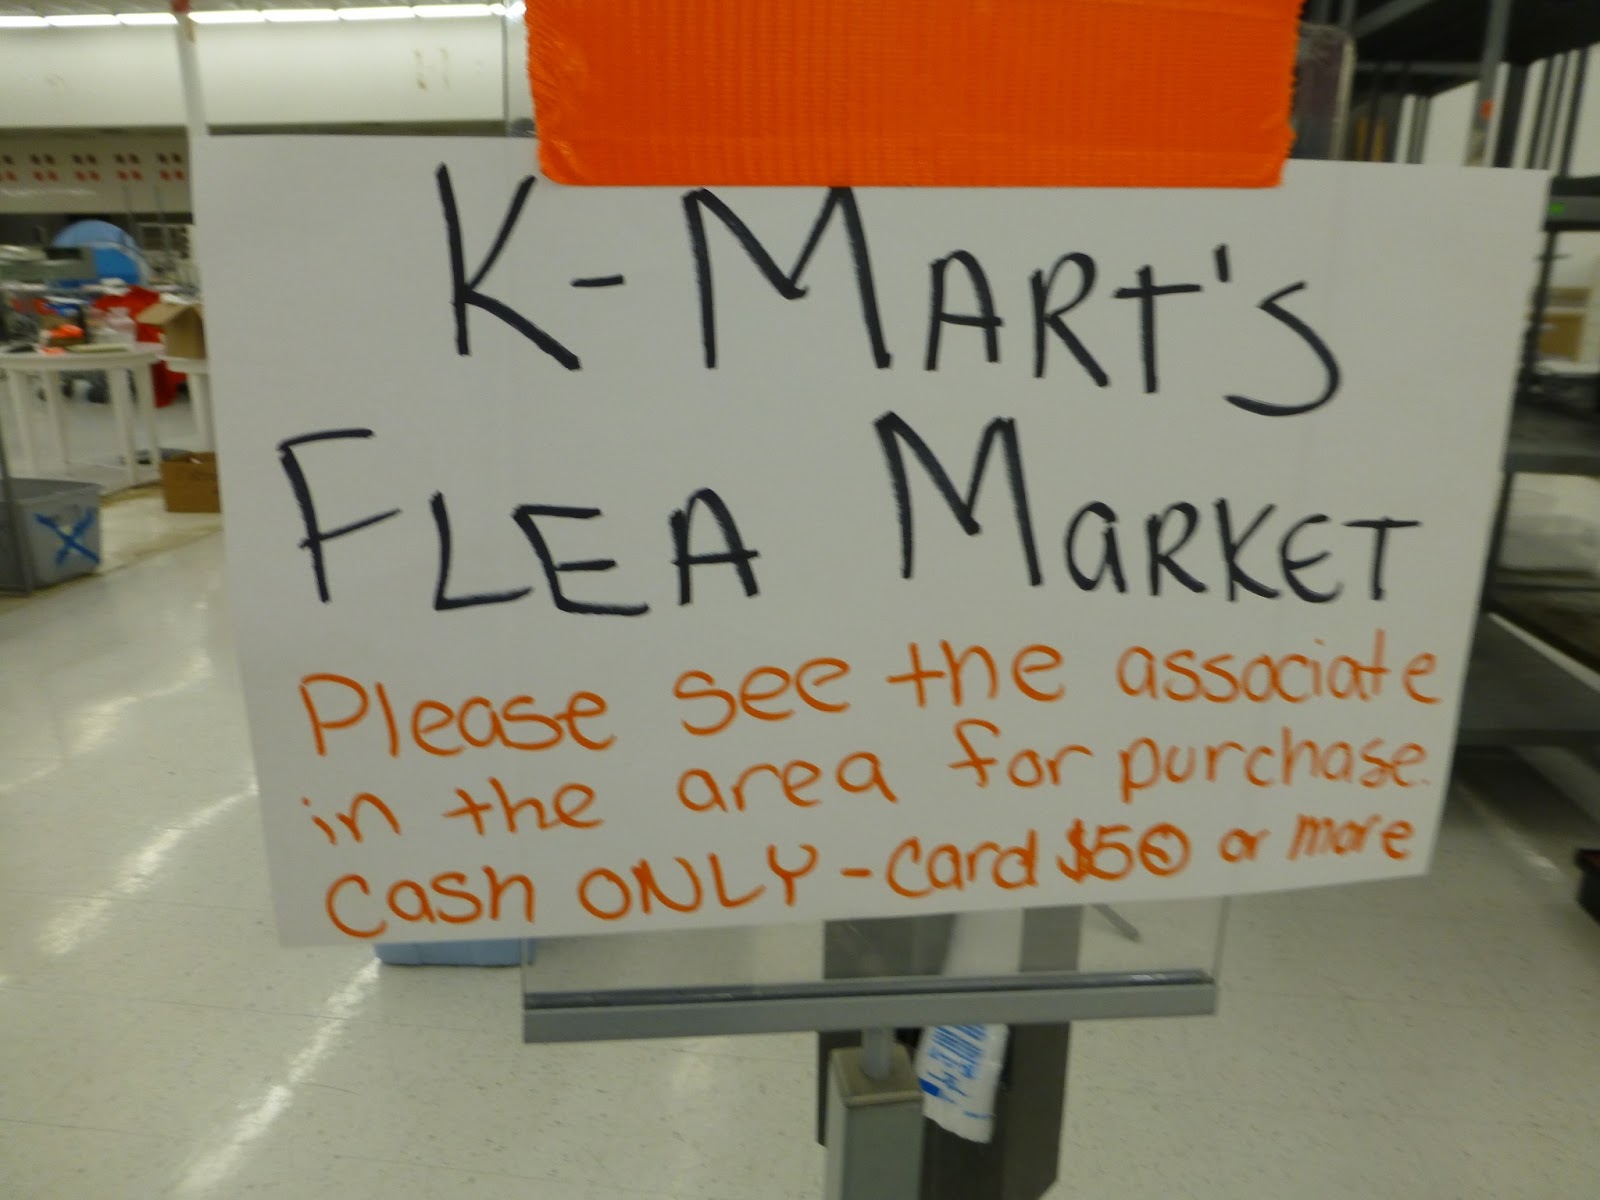 K-MART'S
FLEA MaRKET
Please see the associate
in the area for purchase.
Cash ONLY - Card $50 or more